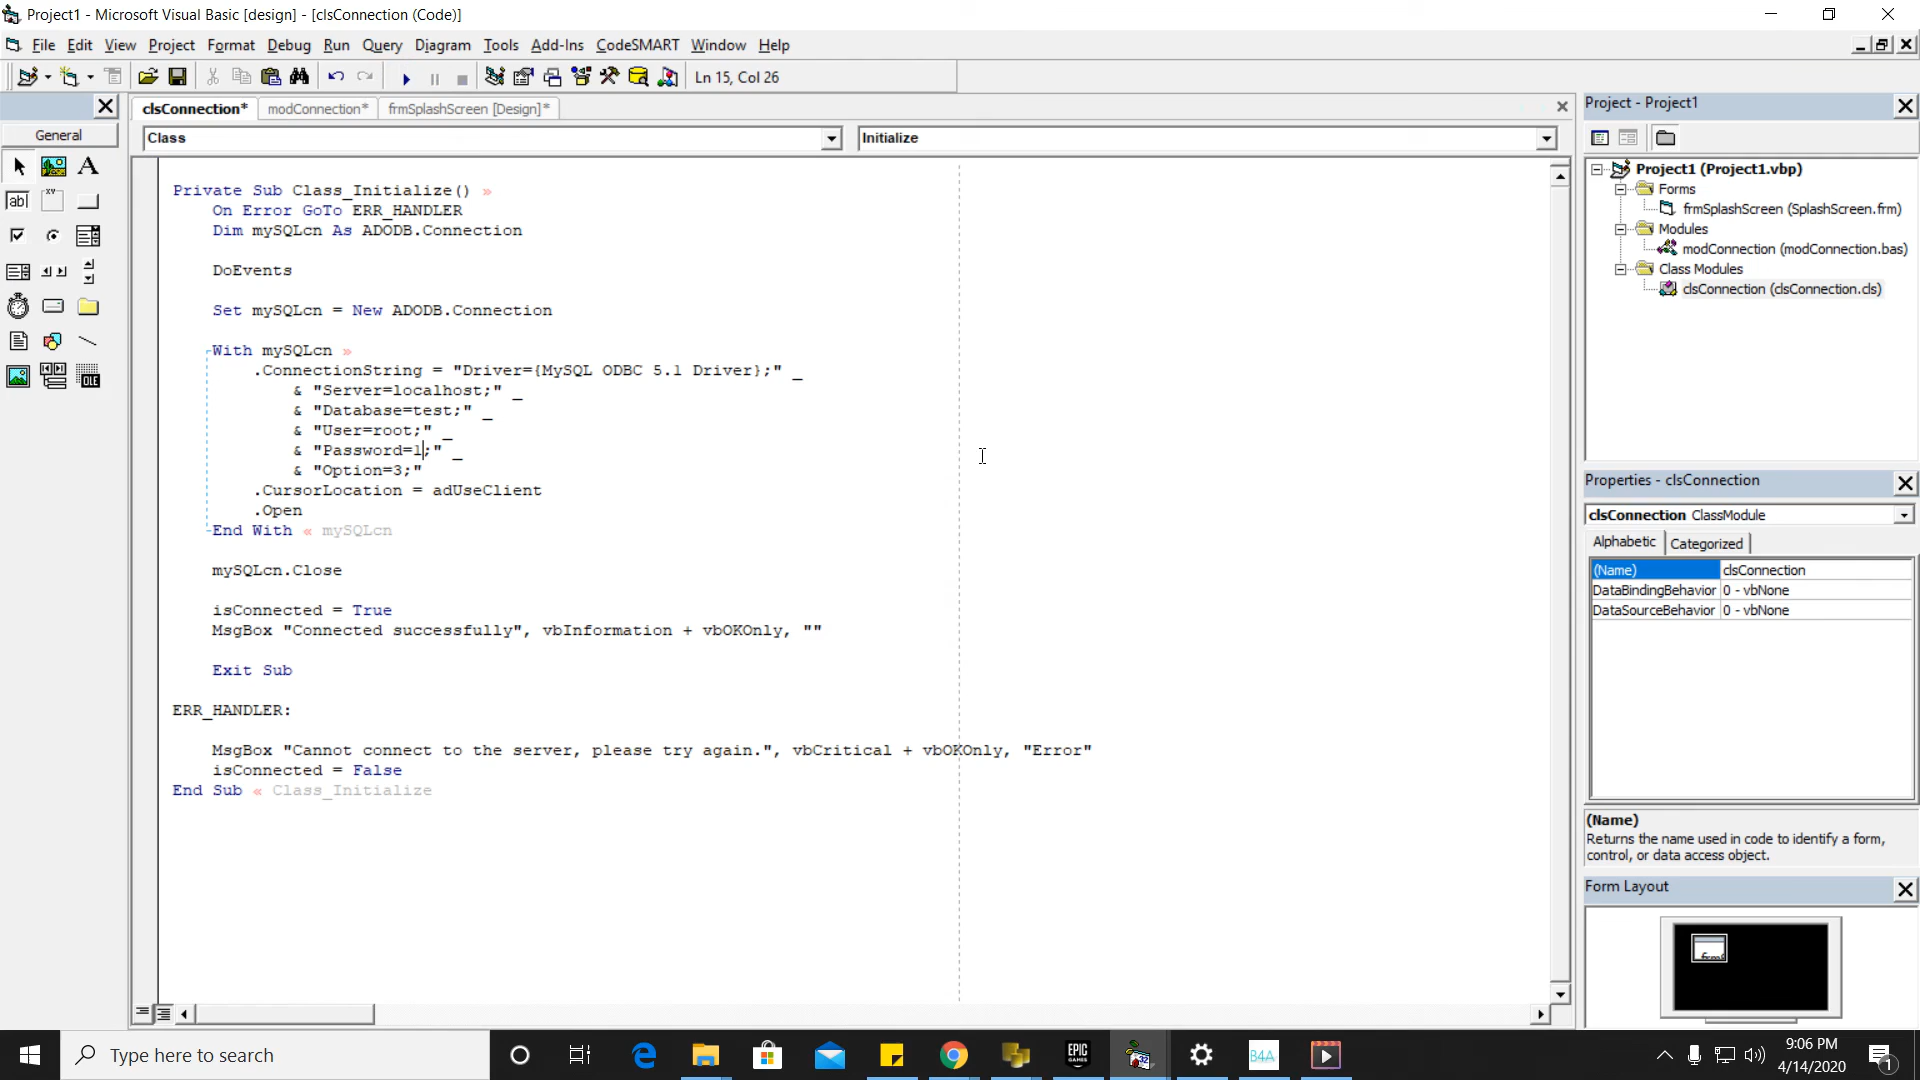 Project1 - Microsoft Visual Basic [design] - [clsConnection (Code)]
File Edit View Project Format Debug Run Query Diagram Tools Add-Ins CodeSMART Window Help
Ln 15, Col 26
clsConnection* modConnection* frmSplashScreen [Design]*
General
Class Initialize
Private Sub Class_Initialize() »
On Error GoTo ERR_HANDLER
Dim mySQLcn As ADODB.Connection
DoEvents
Set mySQLcn = New ADODB.Connection
With mySQLcn »
.ConnectionString = "Driver={MySQL ODBC 5.1 Driver};" _
& "Server=localhost;" _
& "Database=test;" _
& "User=root;" _
& "Password=1;" _
& "Option=3;"
.CursorLocation = adUseClient
.Open
End With « mySQLcn
mySQLcn.Close
isConnected = True
MsgBox "Connected successfully", vbInformation + vbOKOnly, ""
Exit Sub
ERR_HANDLER:
MsgBox "Cannot connect to the server, please try again.", vbCritical + vbOKOnly, "Error"
isConnected = False
End Sub « Class_Initialize
Project - Project1
Project1 (Project1.vbp)
Forms
frmSplashScreen (SplashScreen.frm)
Modules
modConnection (modConnection.bas)
Class Modules
clsConnection (clsConnection.cls)
Properties - clsConnection
clsConnection ClassModule
Alphabetic Categorized
(Name) clsConnection
DataBindingBehavior 0 - vbNone
DataSourceBehavior 0 - vbNone
(Name)
Returns the name used in code to identify a form,
control, or data access object.
Form Layout
Type here to search
EPIC GAMES
32
B4A
9:06 PM
4/14/2020
1